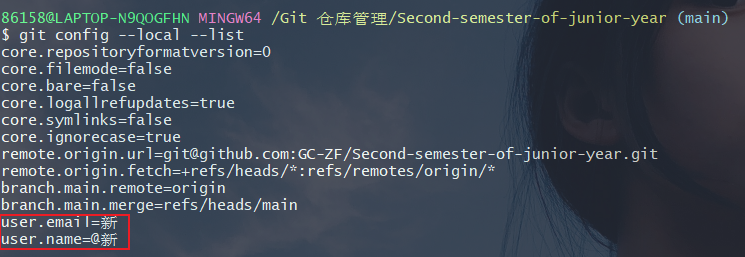 86158@LAPTOP-N9QOGFHN MINGW64 /Git 仓库管理/Second-semester-of-junior-year (main)
$ git config --local --list
core.repositoryformatversion=0
core.filemode=false
core.bare=false
core.logallrefupdates=true
core.symlinks=false
core.ignorecase=true
remote.origin.url=git@github.com:GC-ZF/Second-semester-of-junior-year.git
remote.origin.fetch=+refs/heads/*:refs/remotes/origin/*
branch.main.remote=origin
branch.main.merge=refs/heads/main
user.email=新
user.name=@新